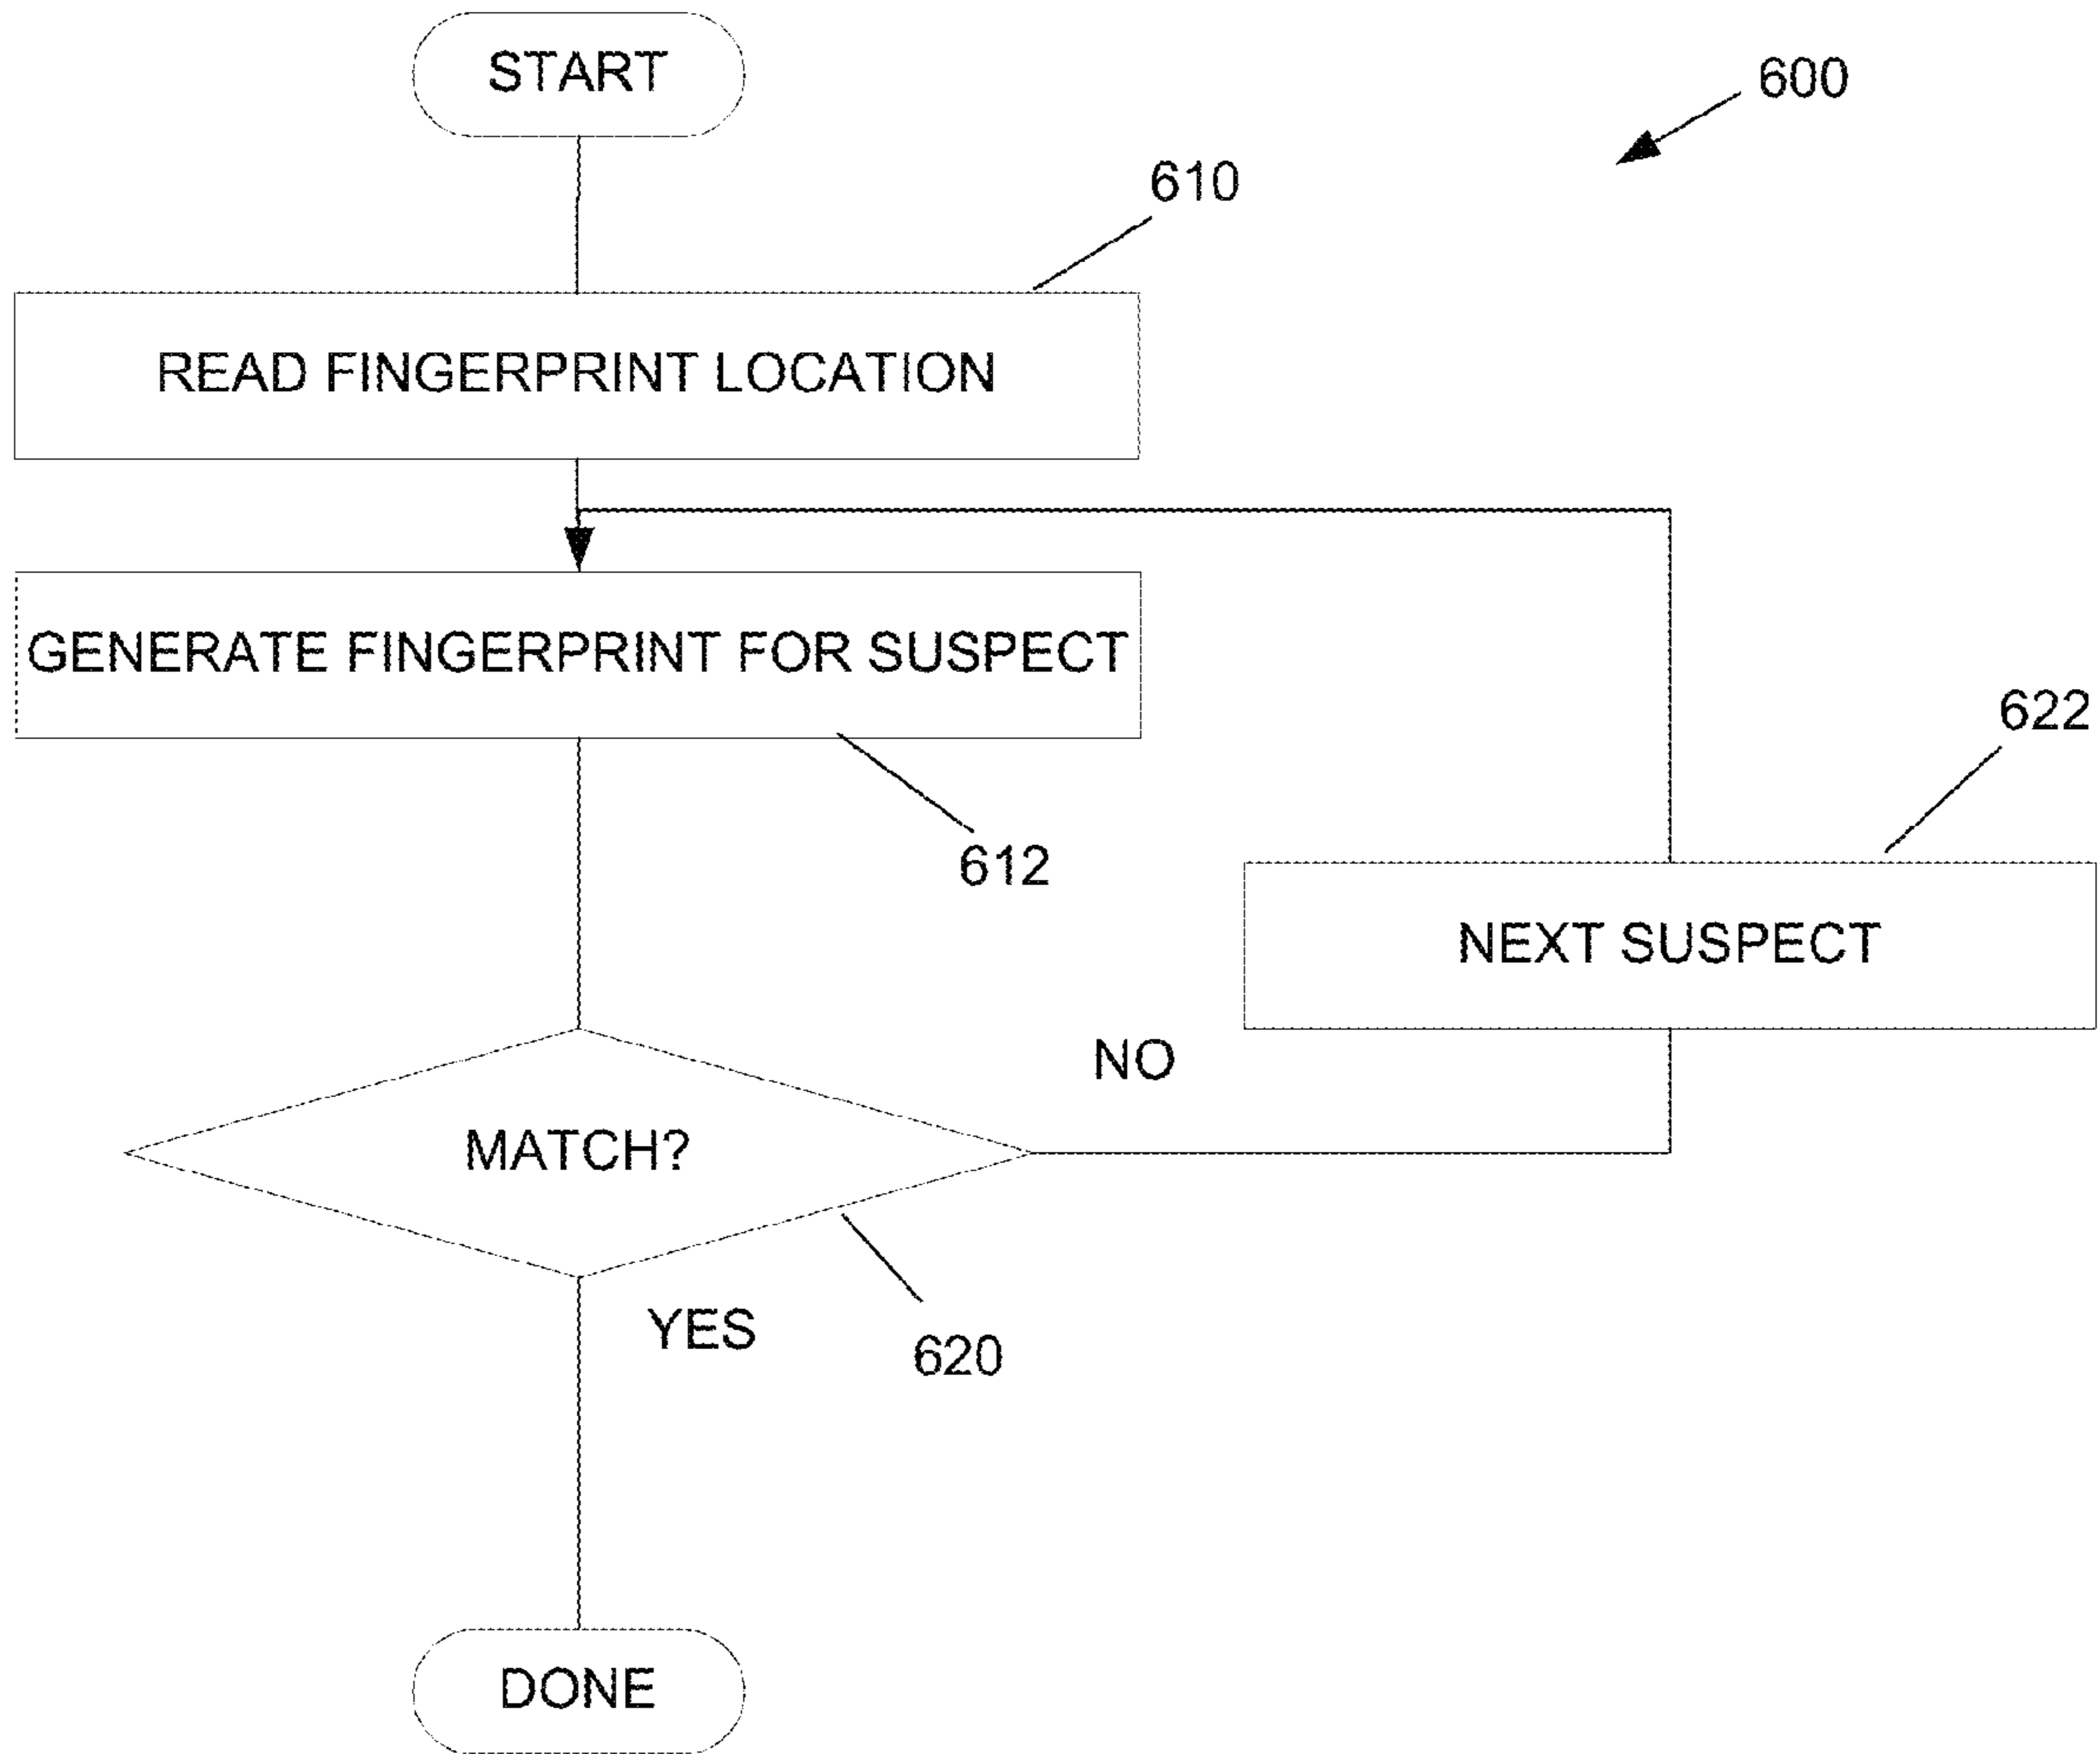 START
600
610
READ FINGERPRINT LOCATION
GENERATE FINGERPRINT FOR SUSPECT
622
612
NEXT SUSPECT
NO
MATCH?
YES
620
DONE